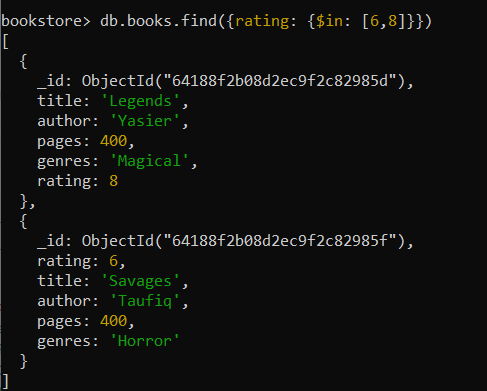 bookstore> db.books.find({rating: {$in: [6,8]}})
[
  {
    _id: ObjectId("64188f2b08d2ec9f2c82985d"),
    title: 'Legends',
    author: 'Yasier',
    pages: 400,
    genres: 'Magical',
    rating: 8
  },
  {
    _id: ObjectId("64188f2b08d2ec9f2c82985f"),
    rating: 6,
    title: 'Savages',
    author: 'Taufiq',
    pages: 400,
    genres: 'Horror'
  }
]